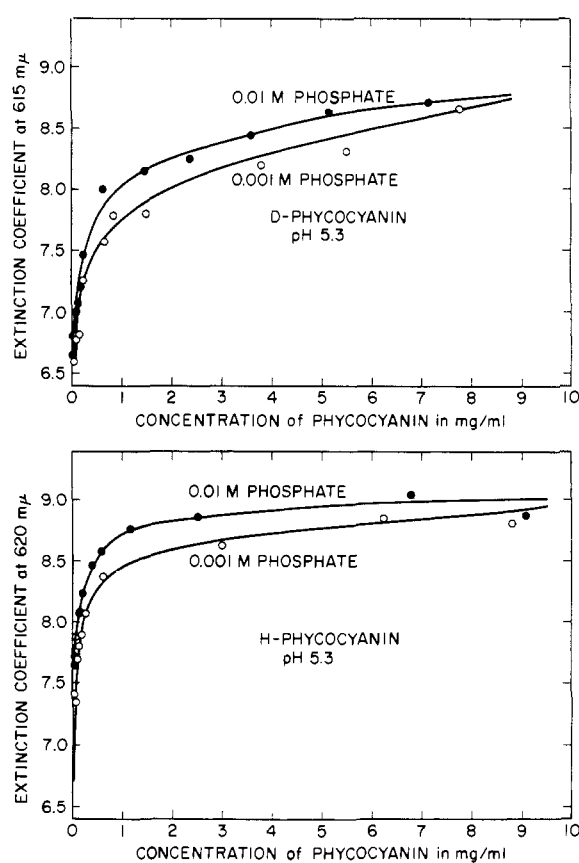 EXTINCTION COEFFICIENT at 615 mμ
9.0
8.5
8.0
7.5
7.0
6.5
0.01 M PHOSPHATE
0.001 M PHOSPHATE
D-PHYCOCYANIN
pH 5.3
0 1 2 3 4 5 6 7 8 9 10
CONCENTRATION of PHYCOCYANIN in mg/ml
EXTINCTION COEFFICIENT at 620 mμ
9.0
8.5
8.0
7.5
7.0
6.5
0.01 M PHOSPHATE
0.001 M PHOSPHATE
H-PHYCOCYANIN
pH 5.3
0 1 2 3 4 5 6 7 8 9 10
CONCENTRATION of PHYCOCYANIN in mg/ml